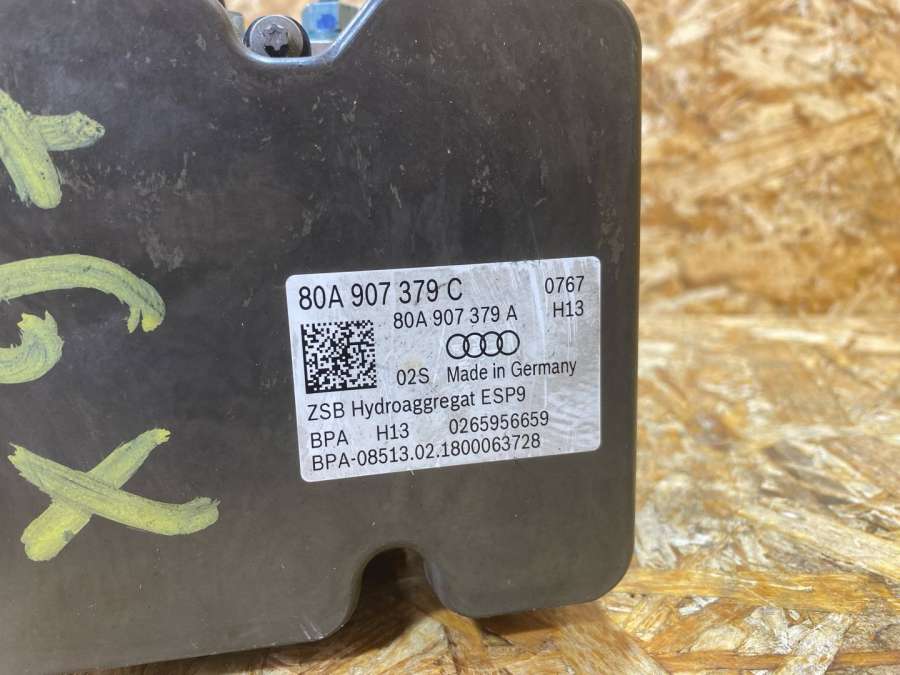 80A 907 379 C 0767
80A 907 379 A H13
02S Made in Germany
ZSB Hydroaggregat ESP9
BPA H13 0265956659
BPA-08513.02.1800063728
X